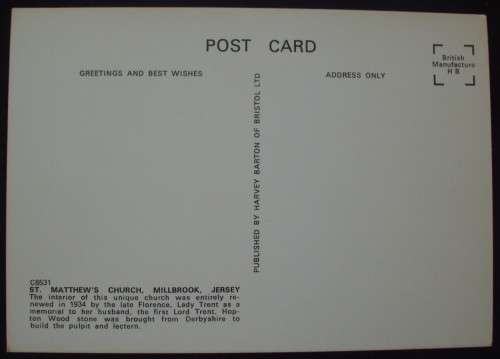 POST CARD
GREETINGS AND BEST WISHES
ADDRESS ONLY
British
Manufacture
H B
PUBLISHED BY HARVEY BARTON OF BRISTOL LTD
C8531
ST. MATTHEW'S CHURCH, MILLBROOK, JERSEY
The interior of this unique church was entirely re-
newed in 1934 by the late Florence, Lady Trent as a
memorial to her husband, the first Lord Trent. Hop-
ton Wood stone was brought from Derbyshire to
build the pulpit and lectern.